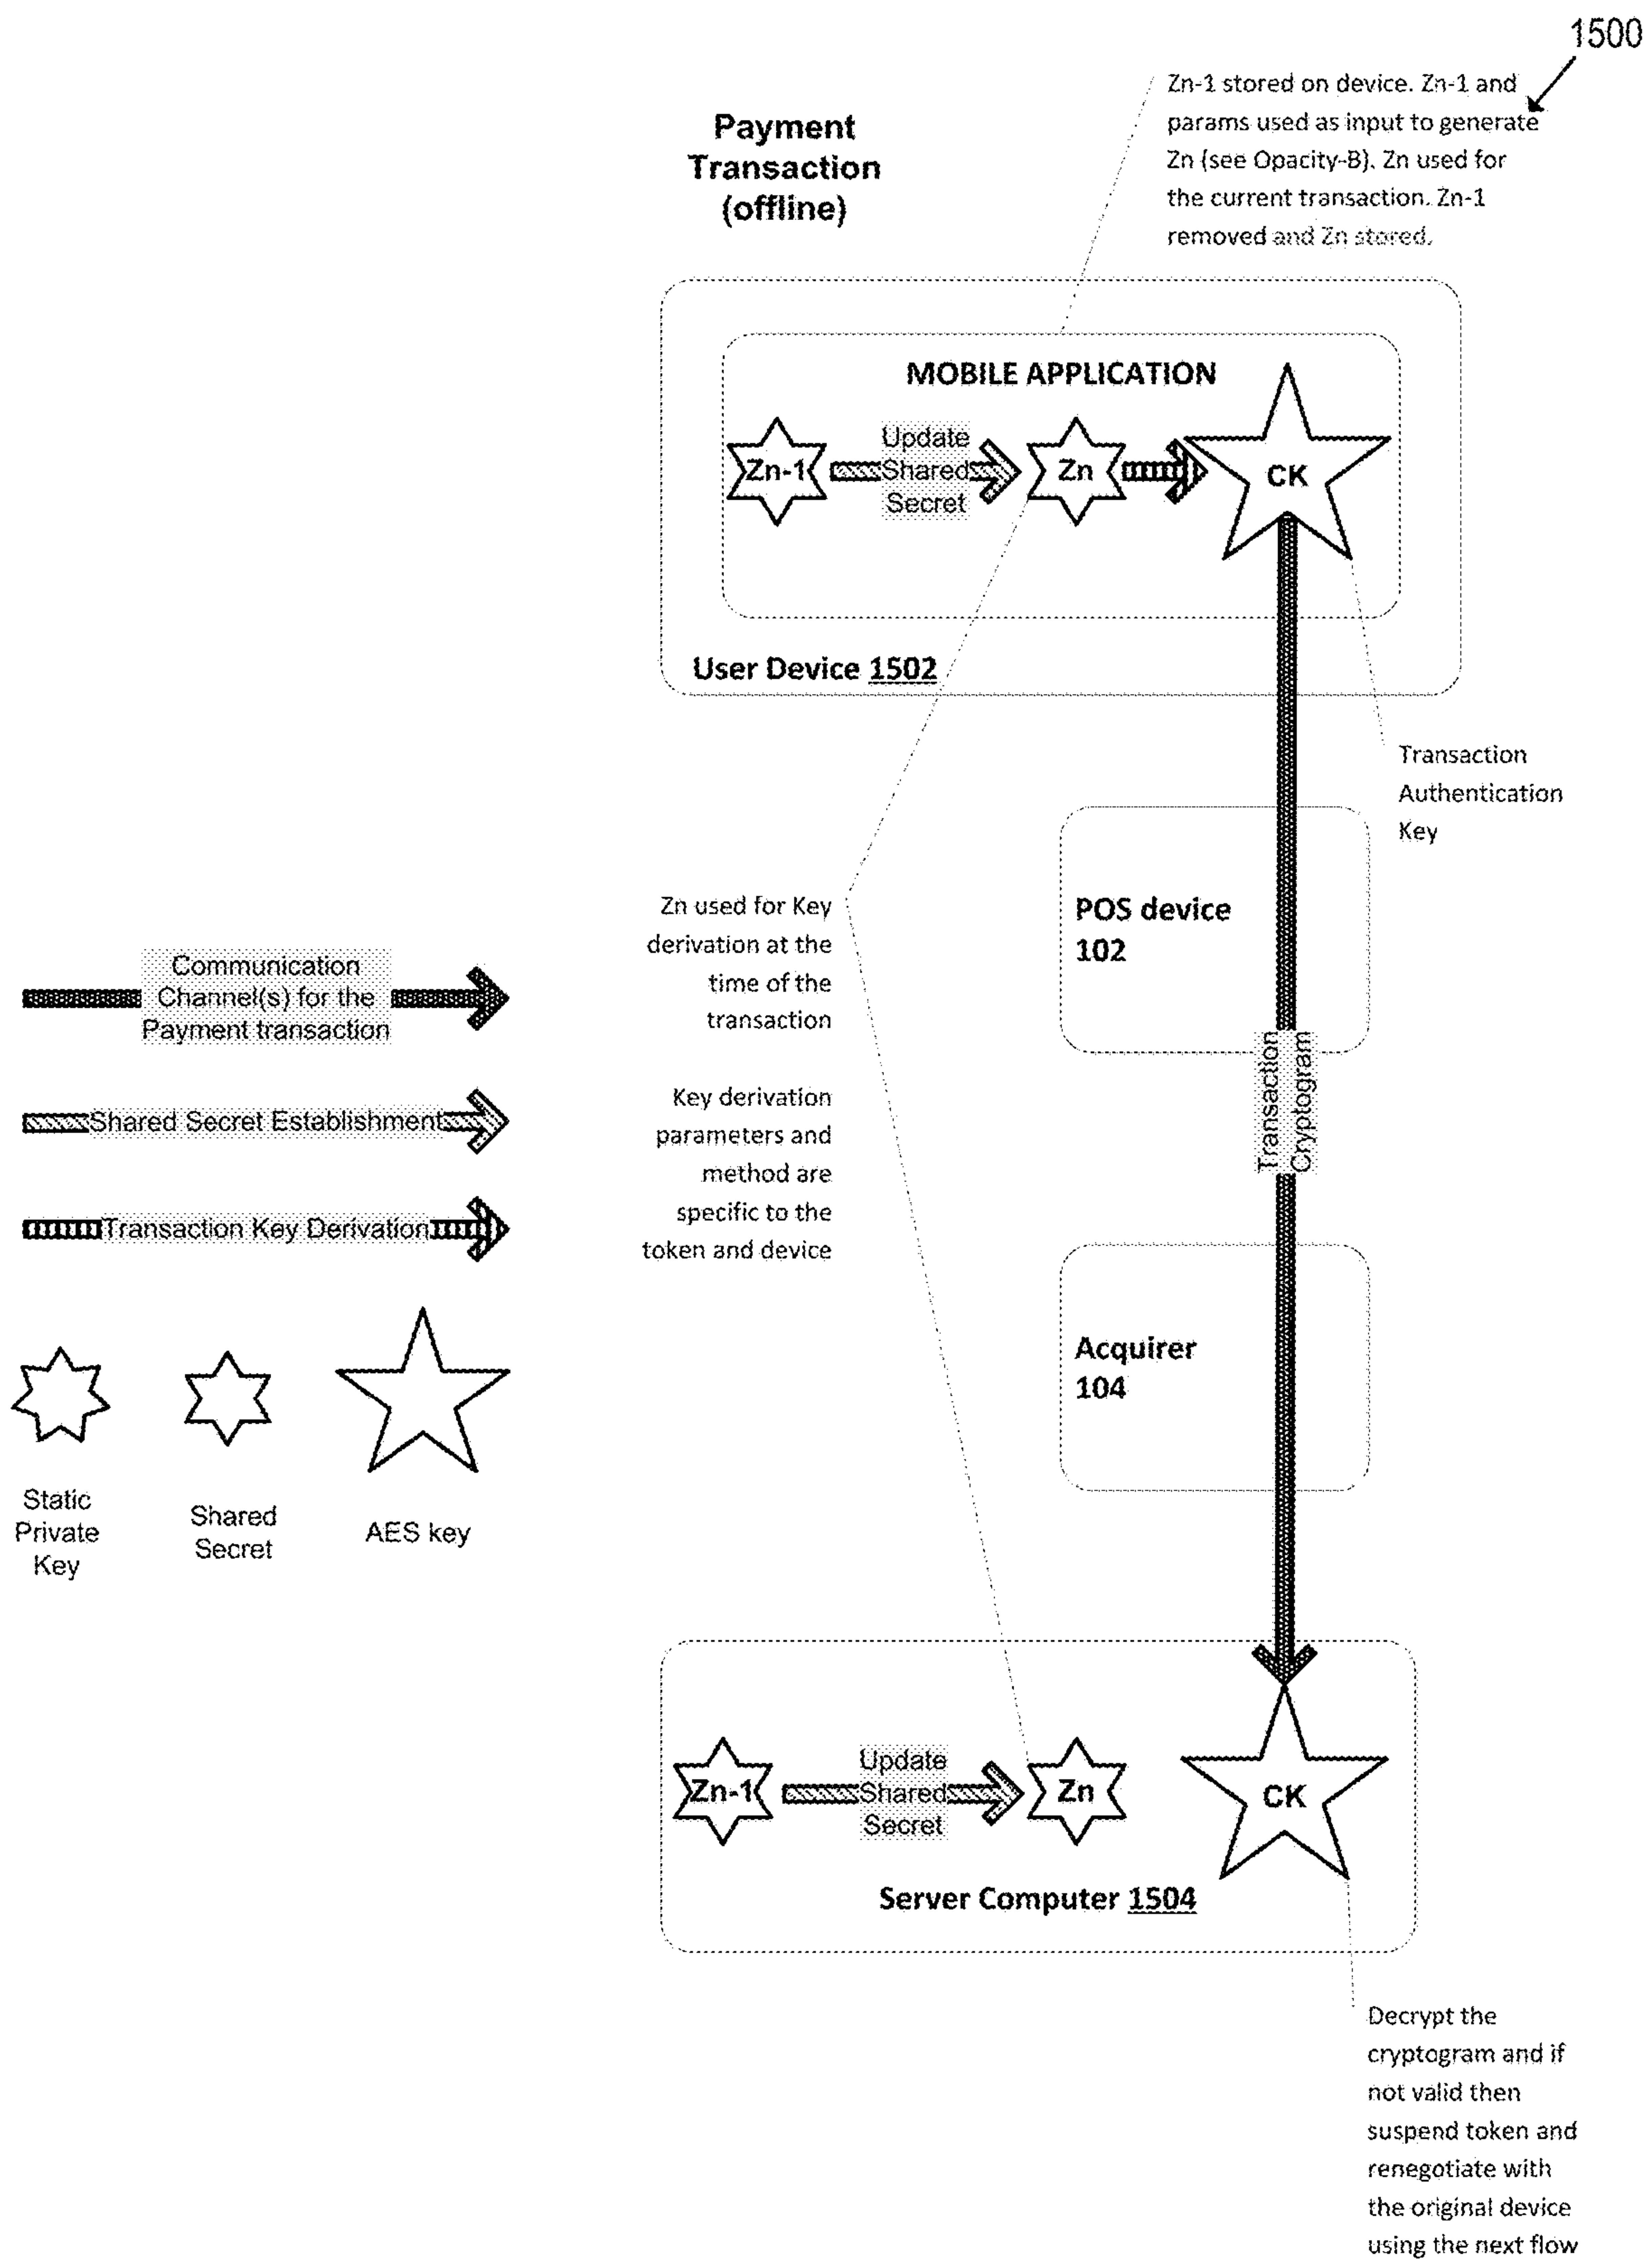 1500
Payment
Transaction
(offline)
Zn-1 stored on device. Zn-1 and
params used as input to generate
Zn (see Opacity-B). Zn used for
the current transaction. Zn-1
removed and Zn stored.
MOBILE APPLICATION
Zn-1
Update
Shared
Secret
Zn
CK
User Device 1502
Transaction
Authentication
Key
POS device
102
Zn used for Key
derivation at the
time of the
transaction
Key derivation
parameters and
method are
specific to the
token and device
Communication
Channel(s) for the
Payment transaction
Shared Secret Establishment
Transaction Key Derivation
Transaction
Cryptogram
Acquirer
104
Static
Private
Key
Shared
Secret
AES key
Zn-1
Update
Shared
Secret
Zn
CK
Server Computer 1504
Decrypt the
cryptogram and if
not valid then
suspend token and
renegotiate with
the original device
using the next flow